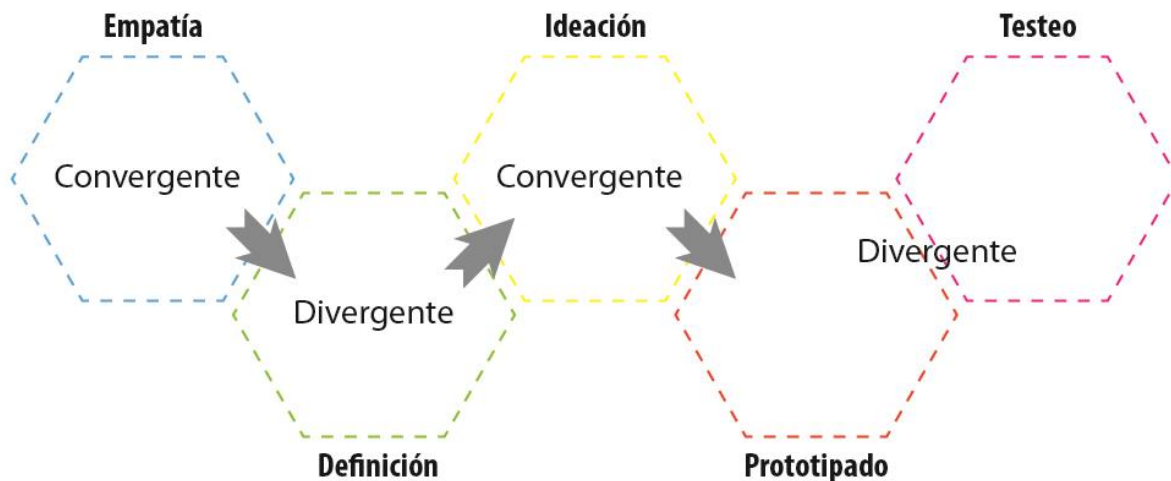 Empatía
Ideación
Testeo
Convergente
Convergente
Divergente
Divergente
Definición
Prototipado